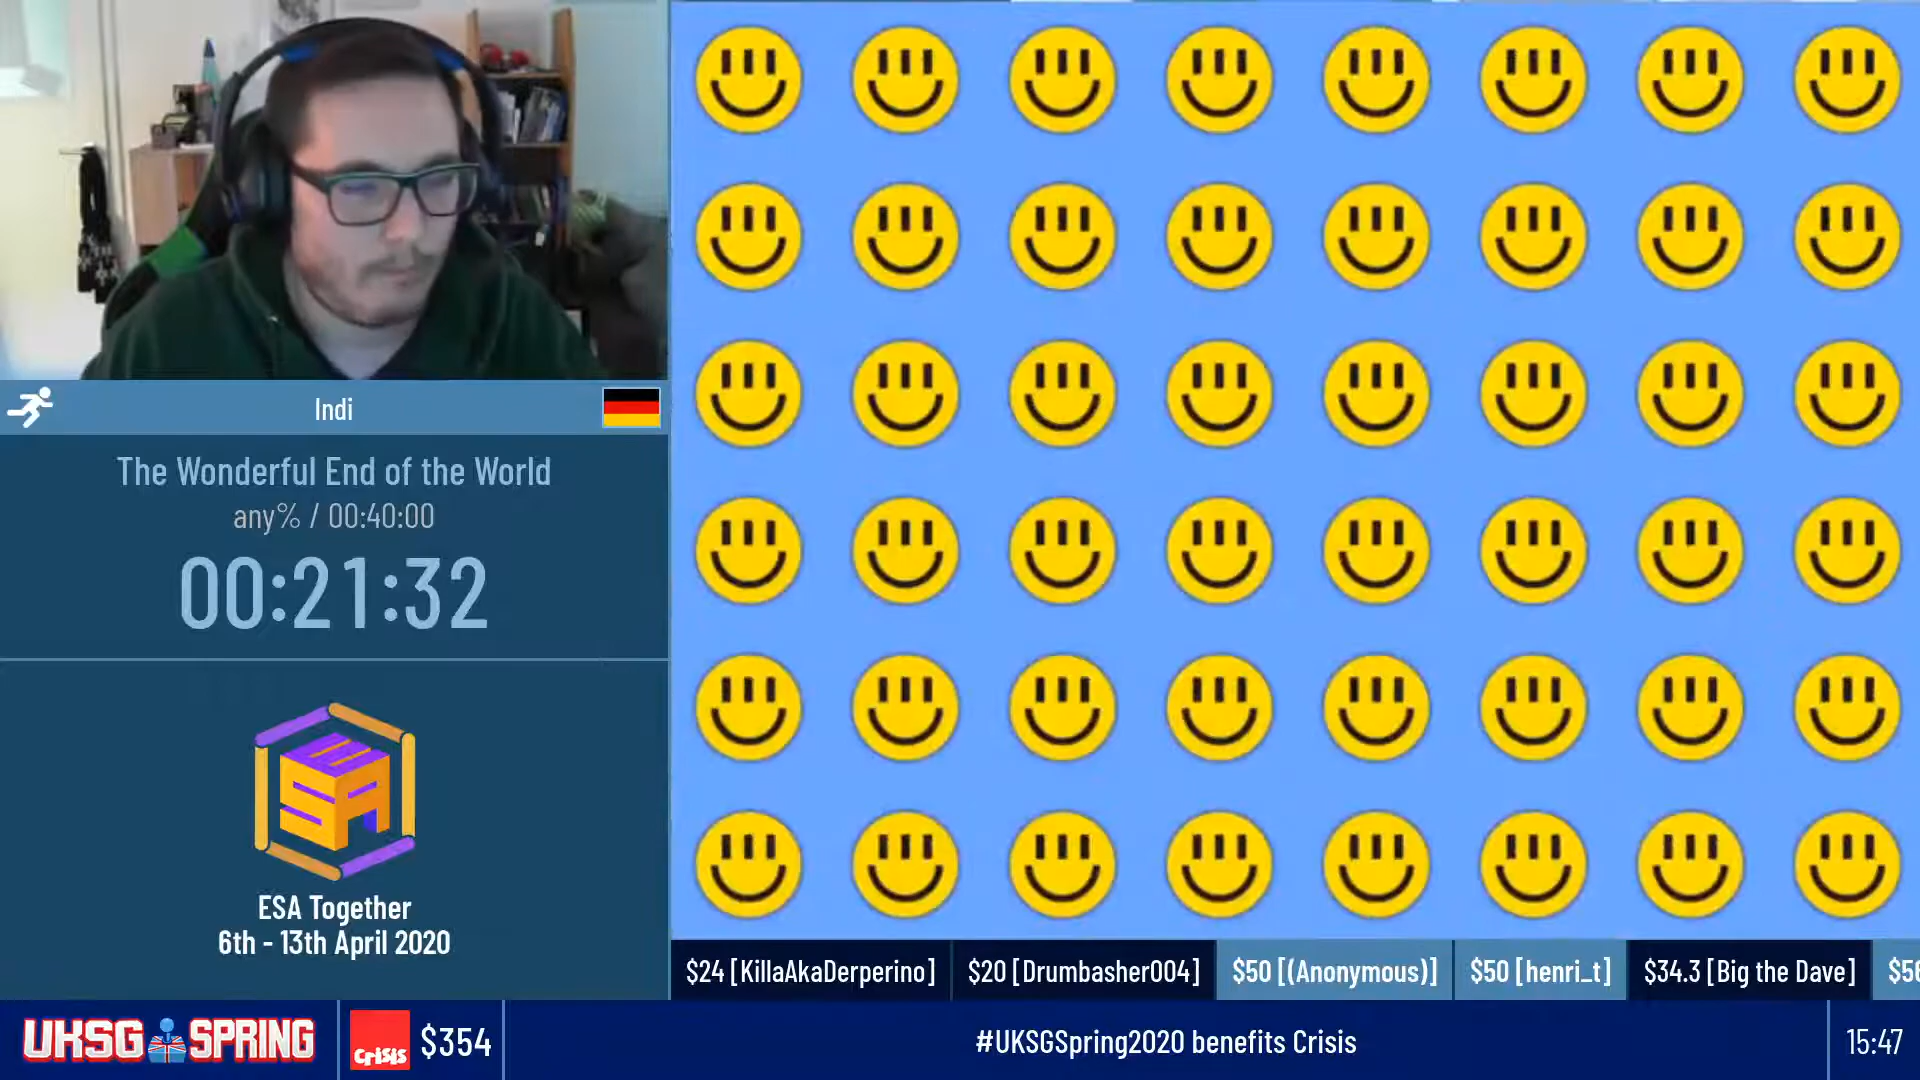 Indi
The Wonderful End of the World
any% / 00:40:00
00:21:32
ESA
ESA Together
6th - 13th April 2020
$24 [KillaAkaDerperino]
$20 [Drumbasher004]
$50 [(Anonymous)]
$50 [henri_t]
$34.3 [Big the Dave]
UKSG SPRING
Crisis
$354
#UKSGSpring2020 benefits Crisis
15:47